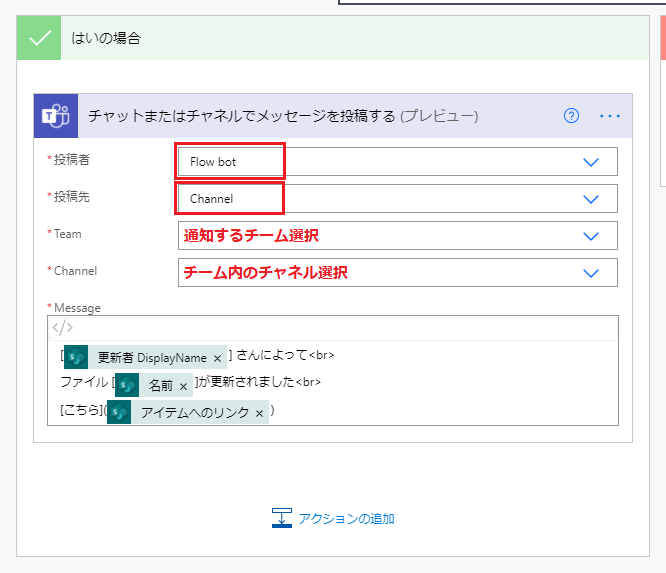 はいの場合
チャットまたはチャネルでメッセージを投稿する (プレビュー)
*投稿者 Flow bot
*投稿先 Channel
*Team 通知するチーム選択
*Channel チーム内のチャネル選択
*Message
</>
[更新者 DisplayName ×] さんによって<br>
ファイル [名前 ×]が更新されました<br>
[こちら](アイテムへのリンク ×)
アクションの追加